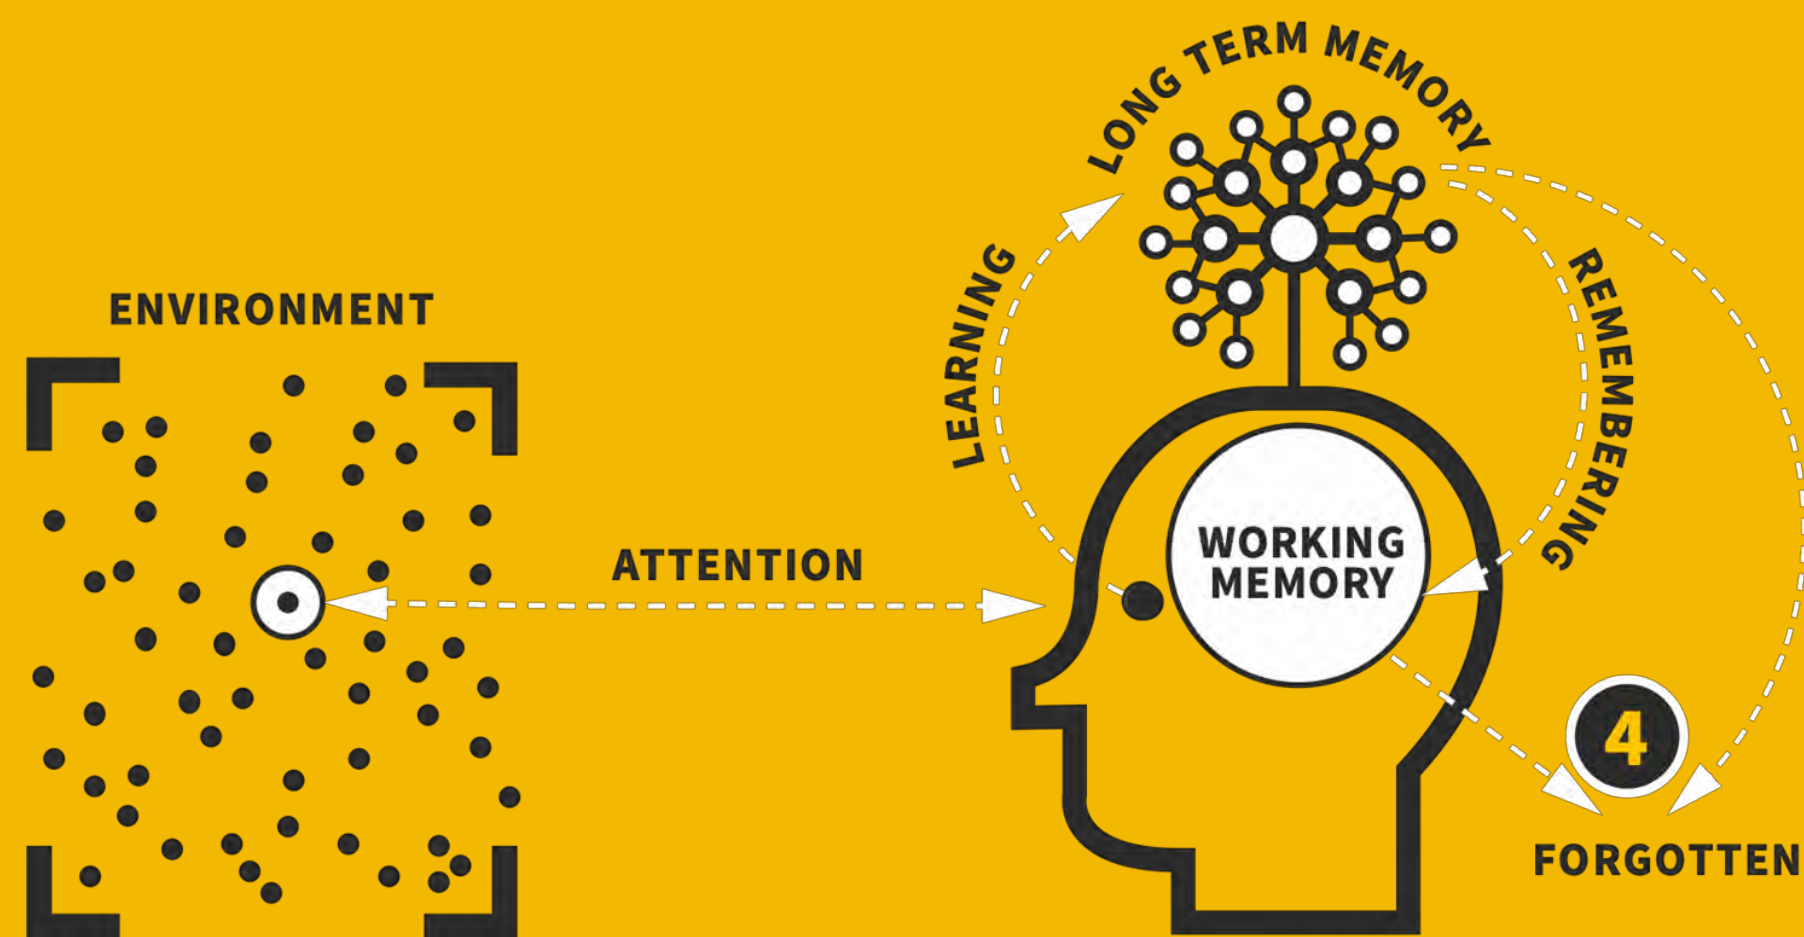 LONG TERM MEMORY
LEARNING
REMEMBERING
ENVIRONMENT
ATTENTION
WORKING
MEMORY
4
FORGOTTEN